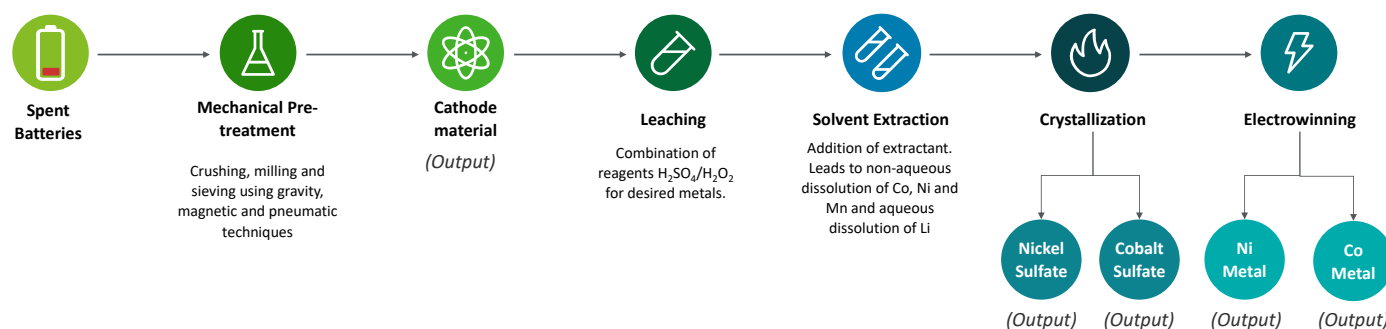 Spent
Batteries
Mechanical Pre-
treatment
Crushing, milling and
sieving using gravity,
magnetic and pneumatic
techniques
Cathode
material
(Output)
Leaching
Combination of
reagents H₂SO₄/H₂O₂
for desired metals.
Solvent Extraction
Addition of extractant.
Leads to non-aqueous
dissolution of Co, Ni and
Mn and aqueous
dissolution of Li
Crystallization
Nickel
Sulfate
(Output)
Cobalt
Sulfate
(Output)
Electrowinning
Ni
Metal
(Output)
Co
Metal
(Output)